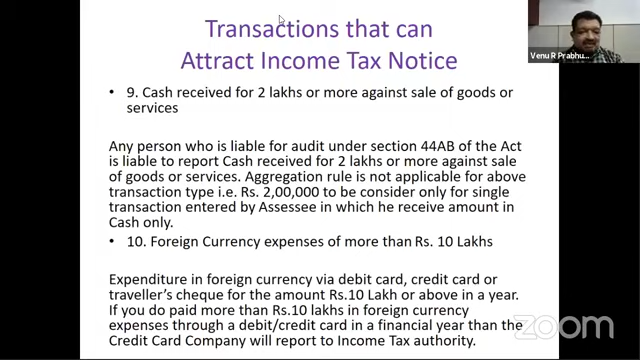 Transactions that can
Attract Income Tax Notice
Venu R Prabhu...
• 9. Cash received for 2 lakhs or more against sale of goods or
services
Any person who is liable for audit under section 44AB of the Act
is liable to report Cash received for 2 lakhs or more against sale
of goods or services. Aggregation rule is not applicable for above
transaction type i.e. Rs. 2,00,000 to be consider only for single
transaction entered by Assessee in which he receive amount in
Cash only.
• 10. Foreign Currency expenses of more than Rs. 10 Lakhs
Expenditure in foreign currency via debit card, credit card or
traveller's cheque for the amount Rs.10 Lakh or above in a year.
If you do paid more than Rs.10 lakhs in foreign currency
expenses through a debit/credit card in a financial year than the
Credit Card Company will report to Income Tax authority.
zoom